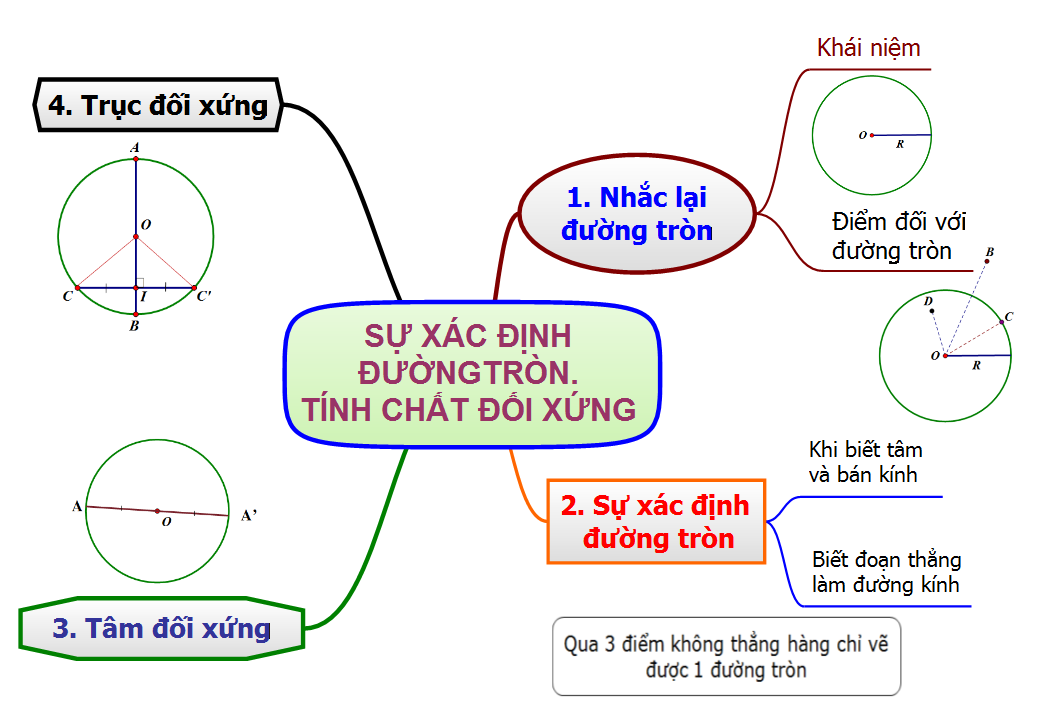 SỰ XÁC ĐỊNH
ĐƯỜNGTRÒN.
TÍNH CHẤT ĐỐI XỨNG
1. Nhắc lại
đường tròn
Khái niệm
O
R
Điểm đối với
đường tròn
B
D
C
O
R
2. Sự xác định
đường tròn
Khi biết tâm
và bán kính
Biết đoạn thẳng
làm đường kính
Qua 3 điểm không thẳng hàng chỉ vẽ
được 1 đường tròn
3. Tâm đối xứng
A
O
A’
4. Trục đối xứng
A
O
C
I
C'
B